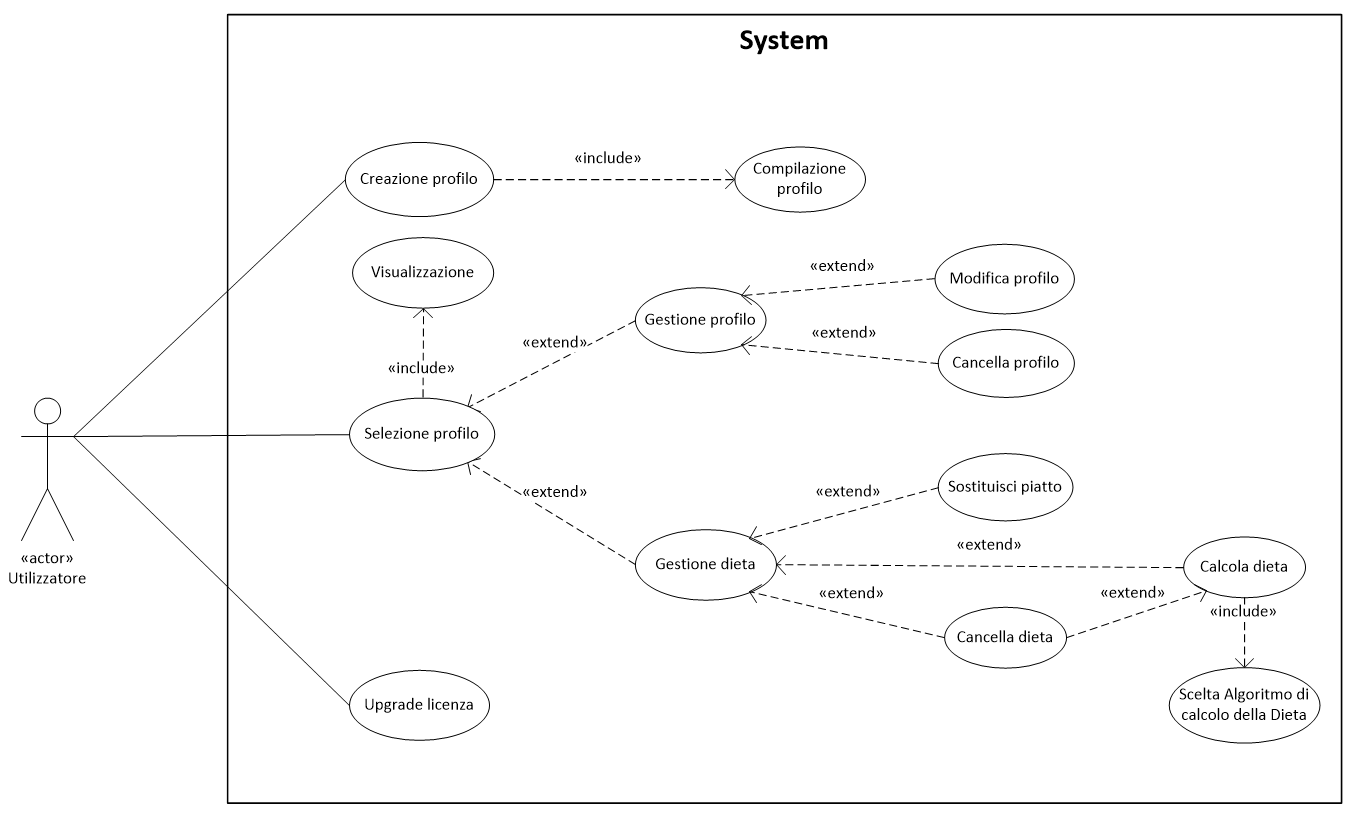 System
Creazione profilo
«include»
Compilazione
profilo
Visualizzazione
«include»
Selezione profilo
«extend»
Gestione profilo
«extend»
Modifica profilo
«extend»
Cancella profilo
«extend»
Gestione dieta
«extend»
Sostituisci piatto
«extend»
Calcola dieta
«extend»
Cancella dieta
«extend»
«include»
Scelta Algoritmo di
calcolo della Dieta
Upgrade licenza
«actor»
Utilizzatore